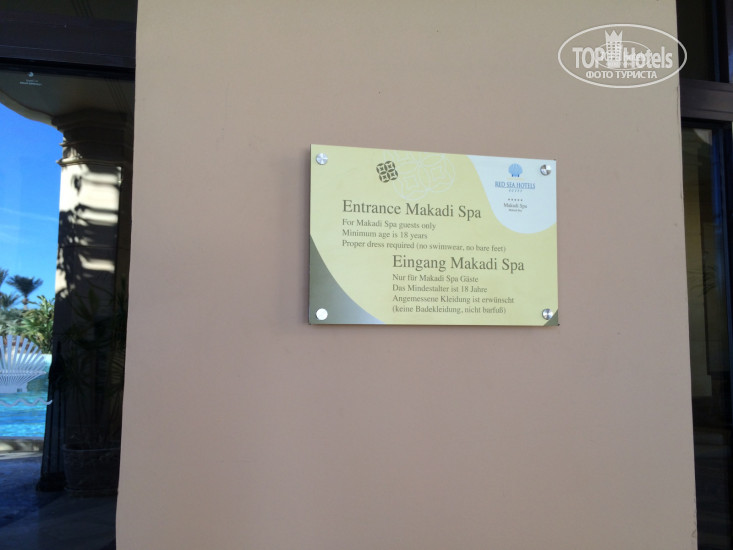 TOP Hotels
ФОТО ТУРИСТА
RED SEA HOTELS
EGYPT
Makadi Spa
Entrance Makadi Spa
For Makadi Spa guests only
Minimum age is 18 years
Proper dress required (no swimwear, no bare feet)
Eingang Makadi Spa
Nur für Makadi Spa Gäste
Das Mindestalter ist 18 Jahre
Angemessene Kleidung ist erwünscht
(keine Badekleidung, nicht barfuß)